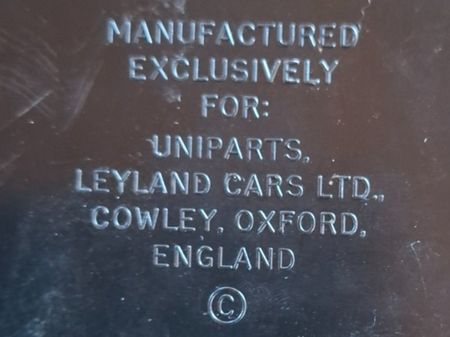 MANUFACTURED
EXCLUSIVELY
FOR:
UNIPARTS,
LEYLAND CARS LTD.,
COWLEY, OXFORD,
ENGLAND
©